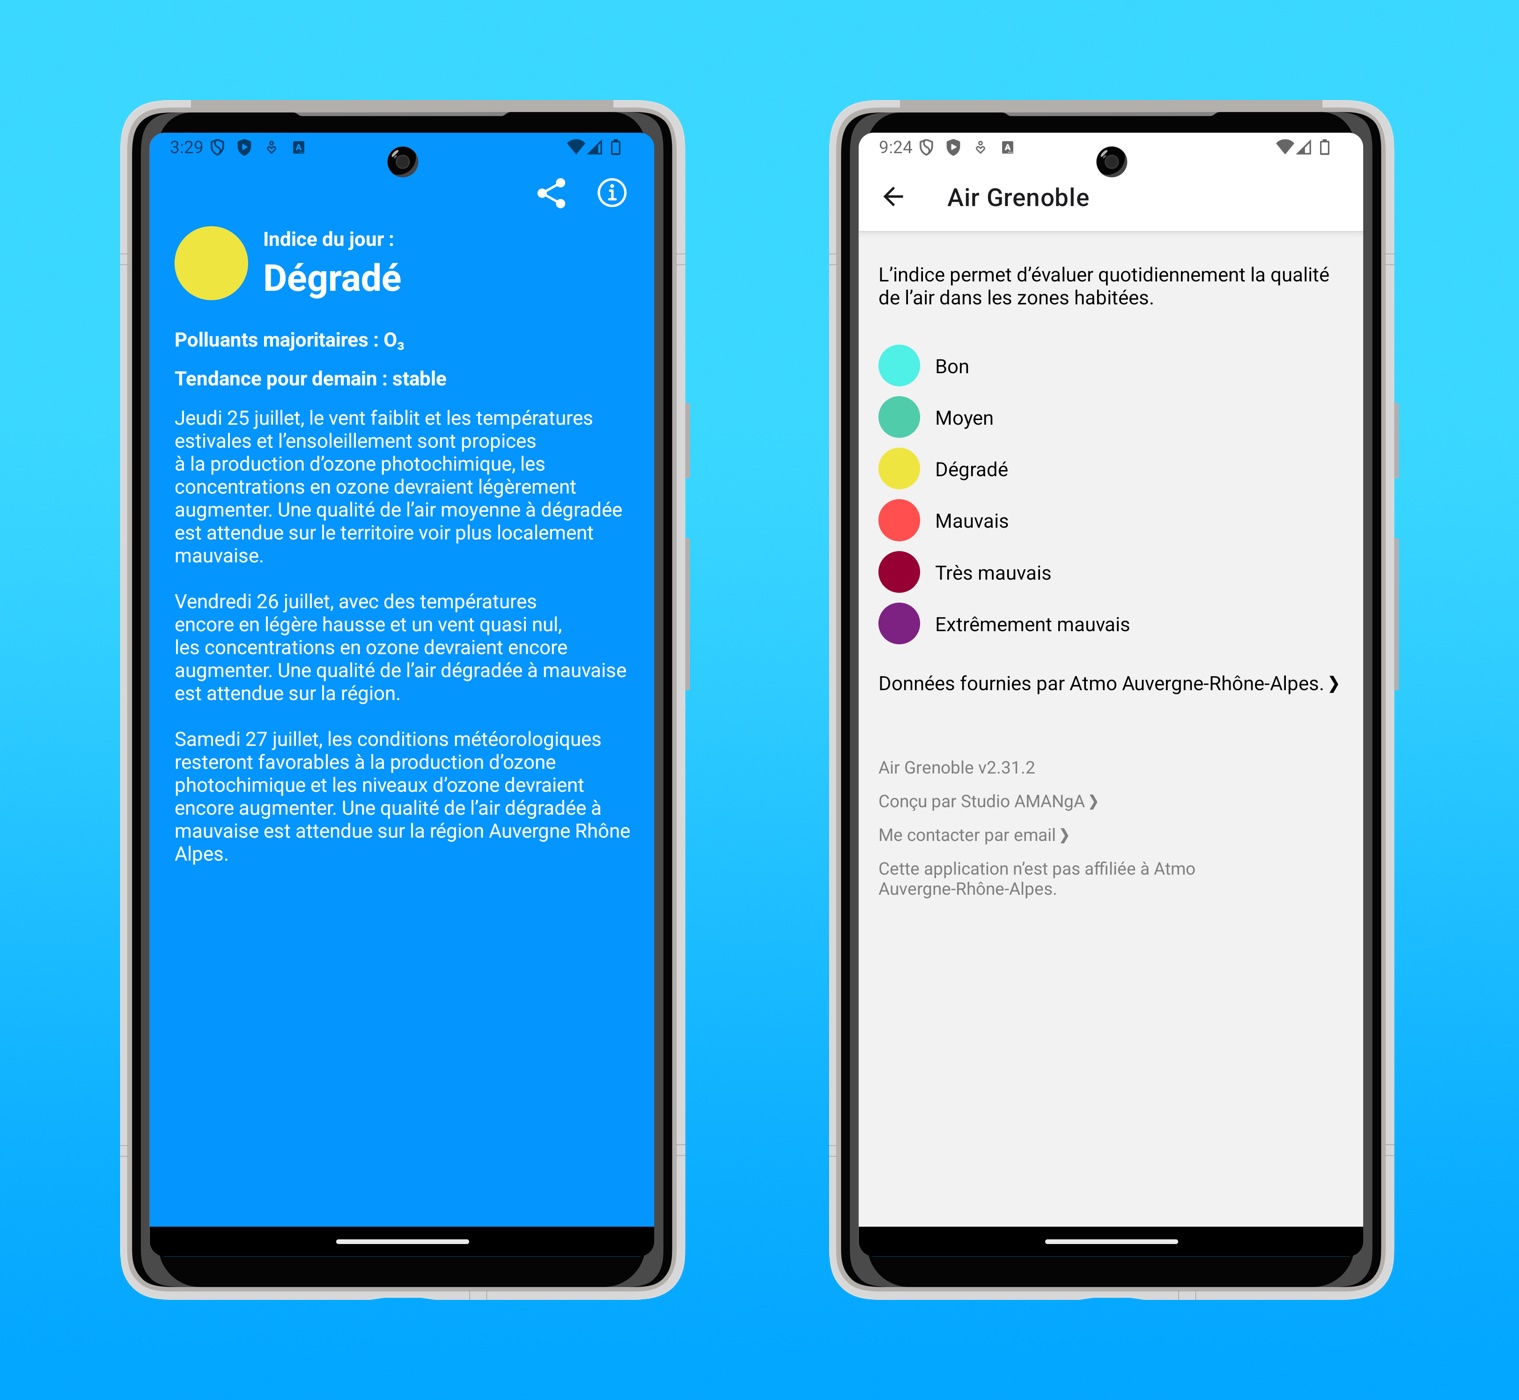 3:29
Indice du jour :
Dégradé
Polluants majoritaires : O₃
Tendance pour demain : stable
Jeudi 25 juillet, le vent faiblit et les températures
estivales et l’ensoleillement sont propices
à la production d’ozone photochimique, les
concentrations en ozone devraient légèrement
augmenter. Une qualité de l’air moyenne à dégradée
est attendue sur le territoire voir plus localement
mauvaise.
Vendredi 26 juillet, avec des températures
encore en légère hausse et un vent quasi nul,
les concentrations en ozone devraient encore
augmenter. Une qualité de l’air dégradée à mauvaise
est attendue sur la région.
Samedi 27 juillet, les conditions météorologiques
resteront favorables à la production d’ozone
photochimique et les niveaux d’ozone devraient
encore augmenter. Une qualité de l’air dégradée à
mauvaise est attendue sur la région Auvergne Rhône
Alpes.
9:24
Air Grenoble
L’indice permet d’évaluer quotidiennement la qualité
de l’air dans les zones habitées.
Bon
Moyen
Dégradé
Mauvais
Très mauvais
Extrêmement mauvais
Données fournies par Atmo Auvergne-Rhône-Alpes. ❯
Air Grenoble v2.31.2
Conçu par Studio AMANgA ❯
Me contacter par email ❯
Cette application n’est pas affiliée à Atmo
Auvergne-Rhône-Alpes.